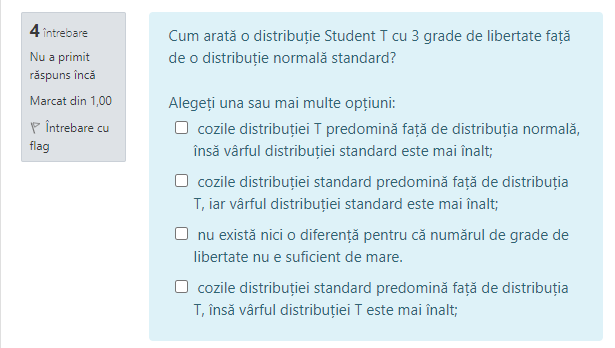 4 întrebare
Nu a primit
răspuns încă
Marcat din 1,00
Întrebare cu
flag
Cum arată o distribuție Student T cu 3 grade de libertate față
de o distribuție normală standard?
Alegeți una sau mai multe opțiuni:
cozile distribuției T predomină față de distribuția normală,
însă vârful distribuției standard este mai înalt;
cozile distribuției standard predomină față de distribuția
T, iar vârful distribuției standard este mai înalt;
nu există nici o diferență pentru că numărul de grade de
libertate nu e suficient de mare.
cozile distribuției standard predomină față de distribuția
T, însă vârful distribuției T este mai înalt;